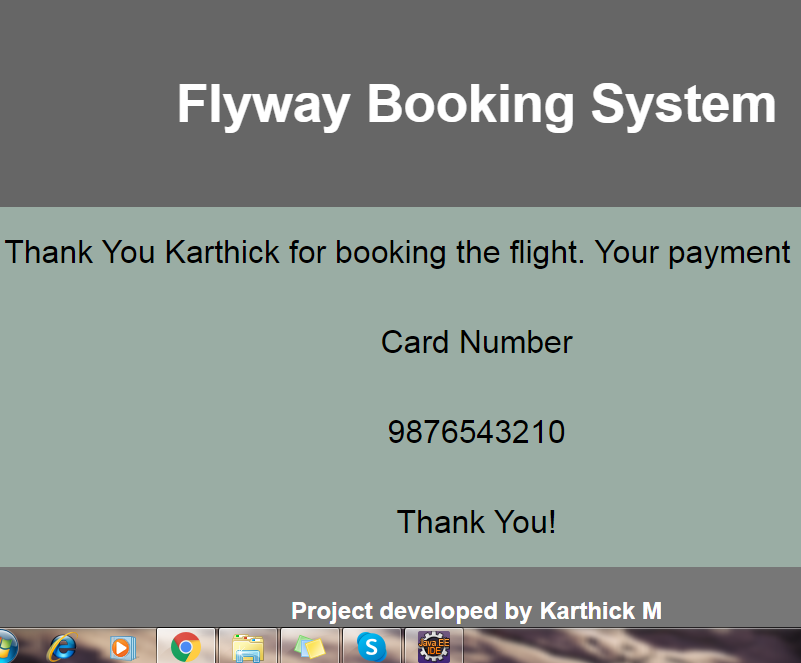 Flyway Booking System
Thank You Karthick for booking the flight. Your payment
Card Number
9876543210
Thank You!
Project developed by Karthick M
Java EE
IDE